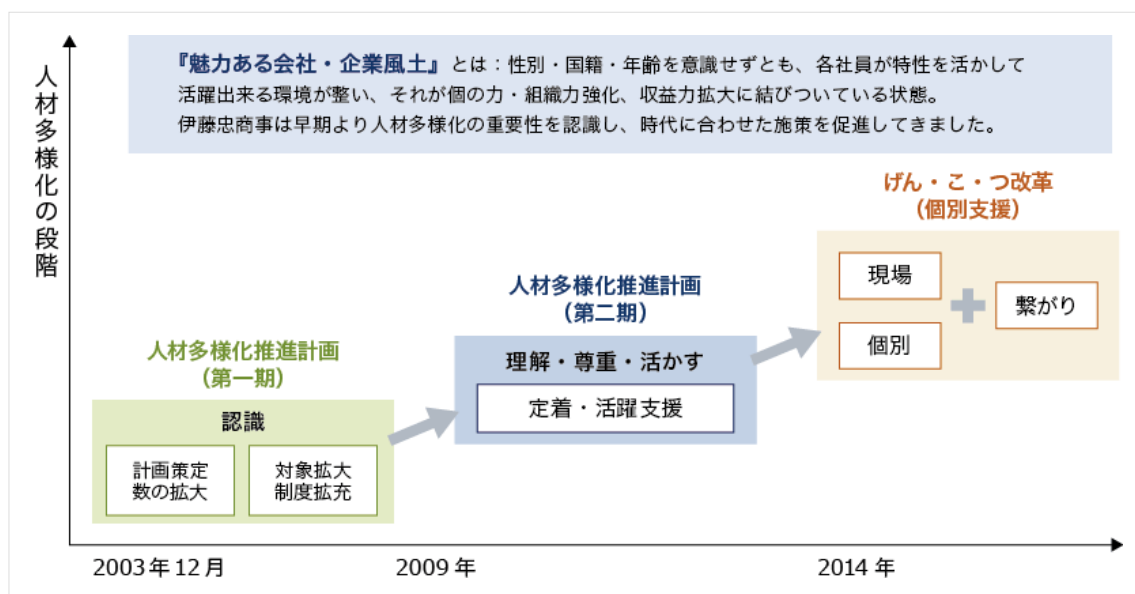 人材多様化の段階
『魅力ある会社・企業風土』とは：性別・国籍・年齢を意識せずとも、各社員が特性を活かして
活躍出来る環境が整い、それが個の力・組織力強化、収益力拡大に結びついている状態。
伊藤忠商事は早期より人材多様化の重要性を認識し、時代に合わせた施策を促進してきました。
人材多様化推進計画
（第一期）
認識
計画策定
数の拡大
対象拡大
制度拡充
人材多様化推進計画
（第二期）
理解・尊重・活かす
定着・活躍支援
げん・こ・つ改革
（個別支援）
現場
個別
繋がり
2003年12月
2009年
2014年